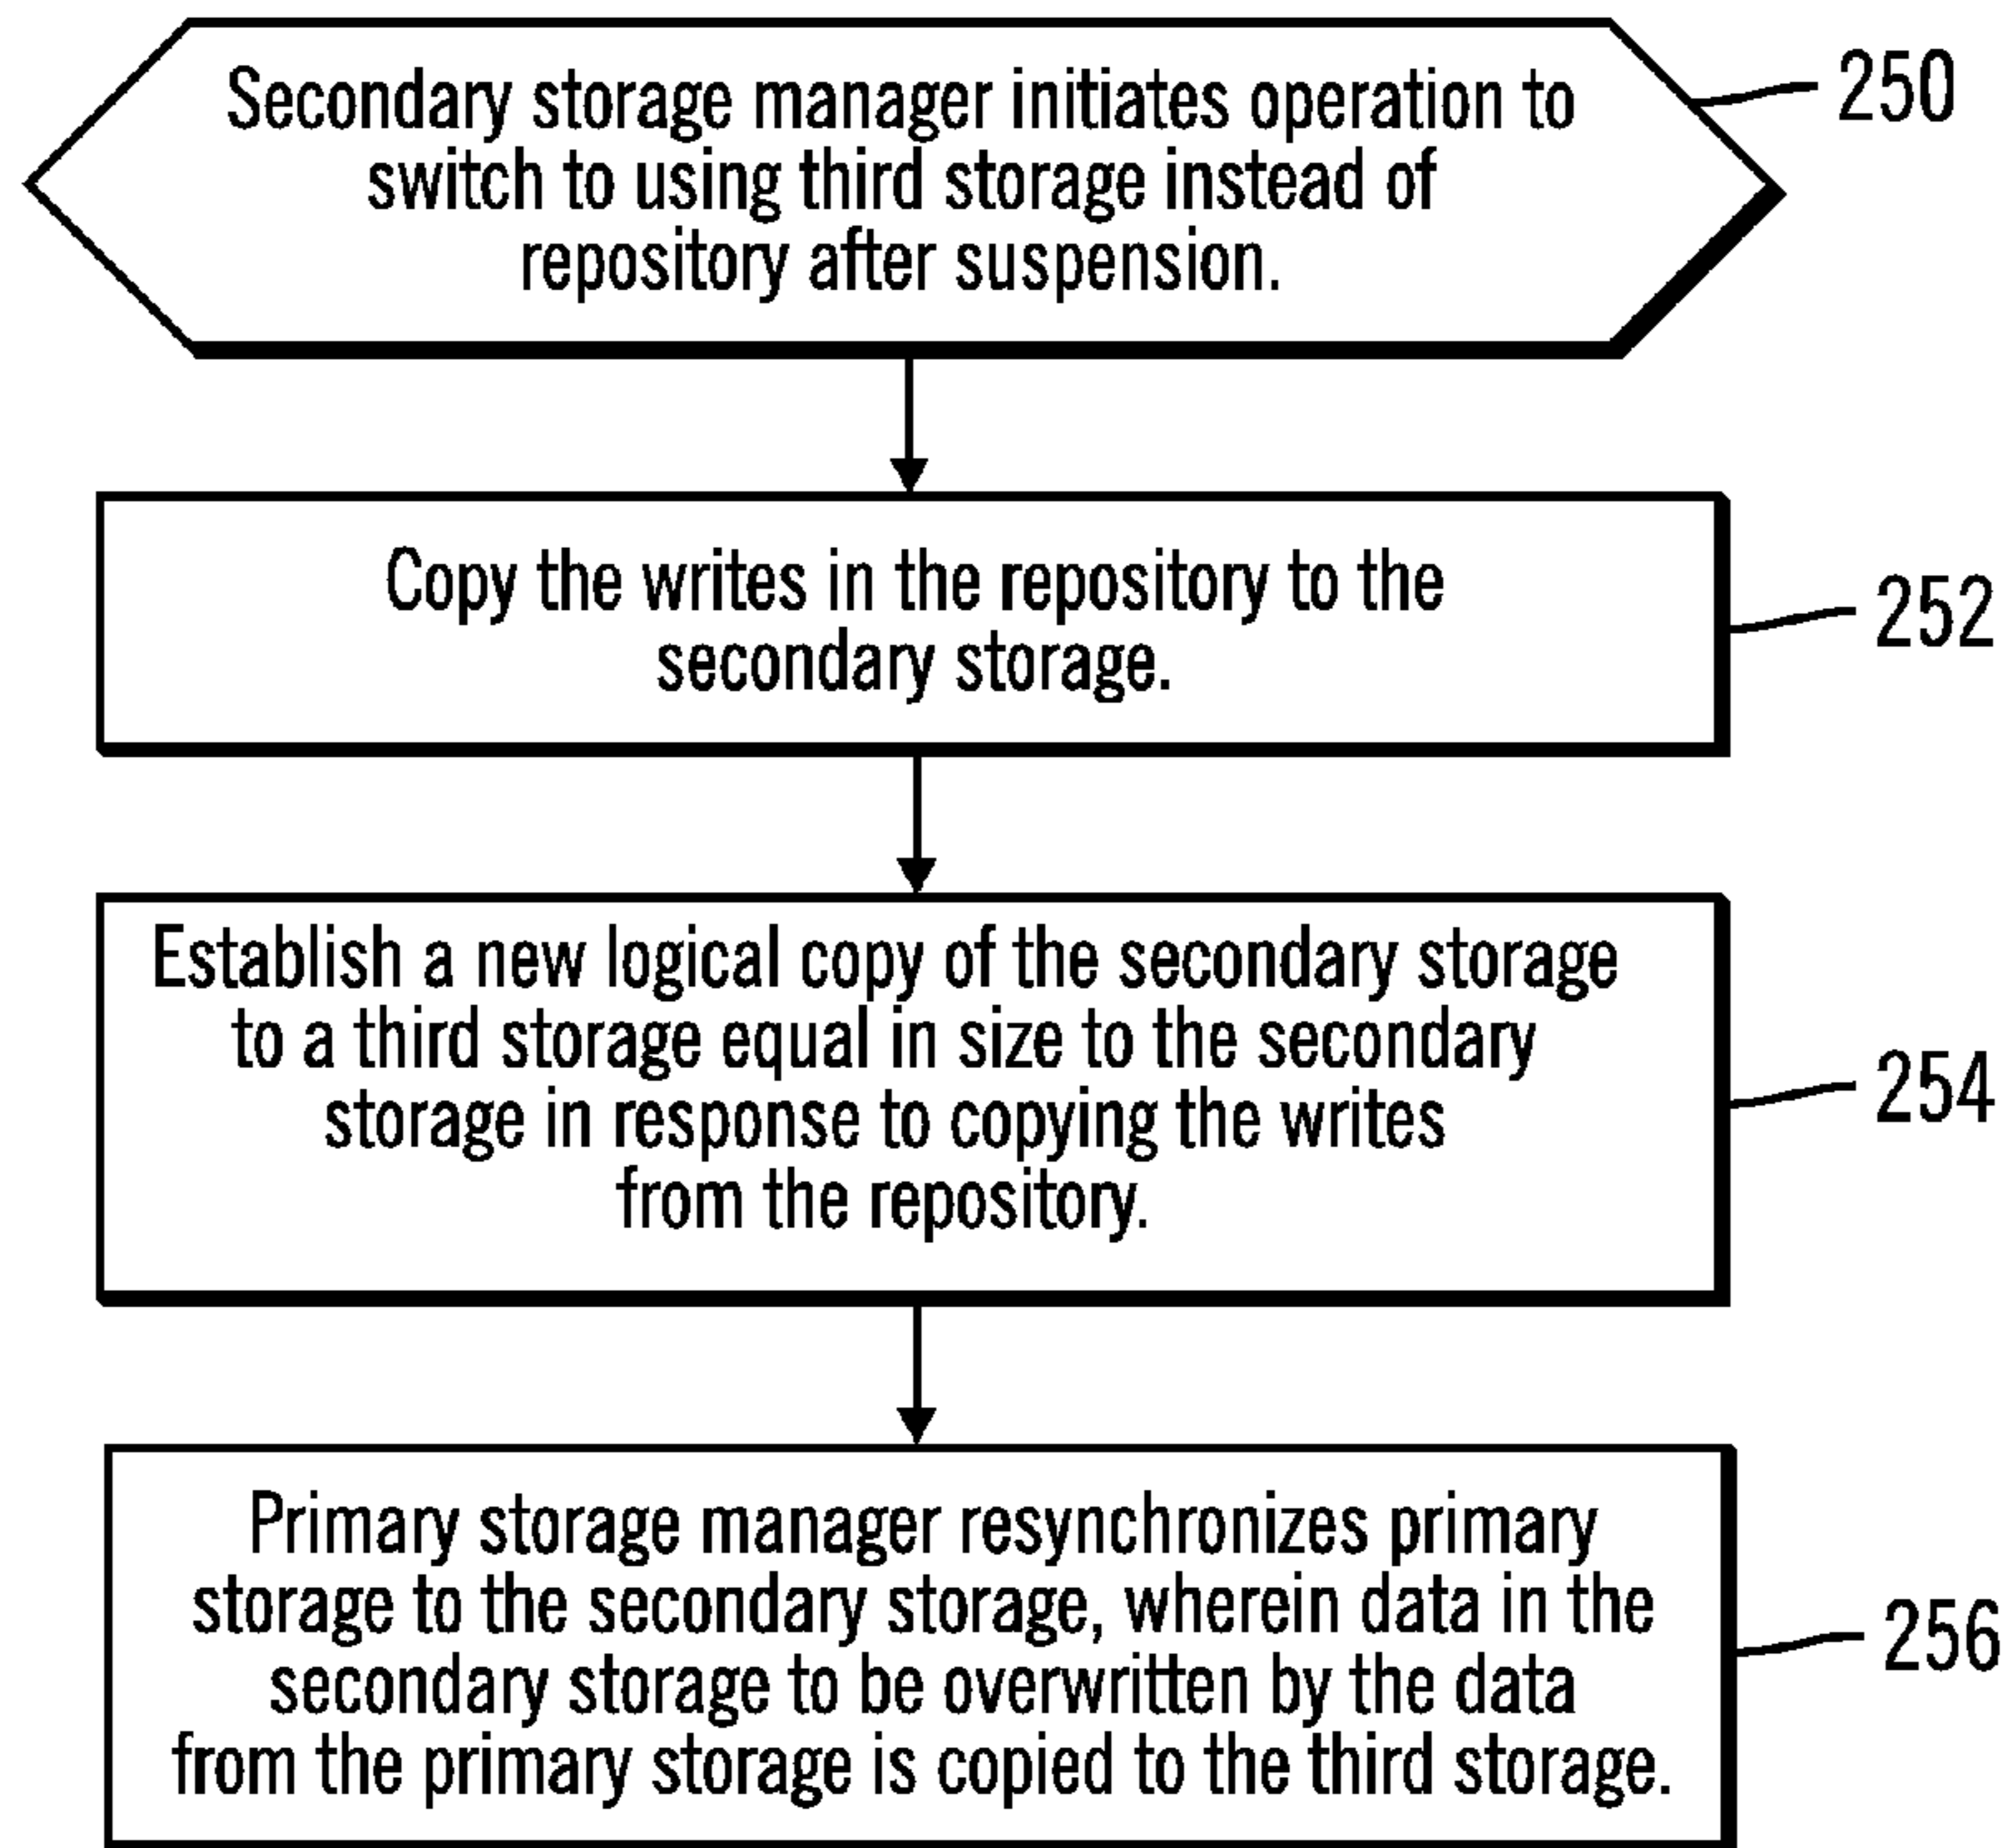 Secondary storage manager initiates operation to
switch to using third storage instead of
repository after suspension.
250
Copy the writes in the repository to the
secondary storage.
252
Establish a new logical copy of the secondary storage
to a third storage equal in size to the secondary
storage in response to copying the writes
from the repository.
254
Primary storage manager resynchronizes primary
storage to the secondary storage, wherein data in the
secondary storage to be overwritten by the data
from the primary storage is copied to the third storage.
256